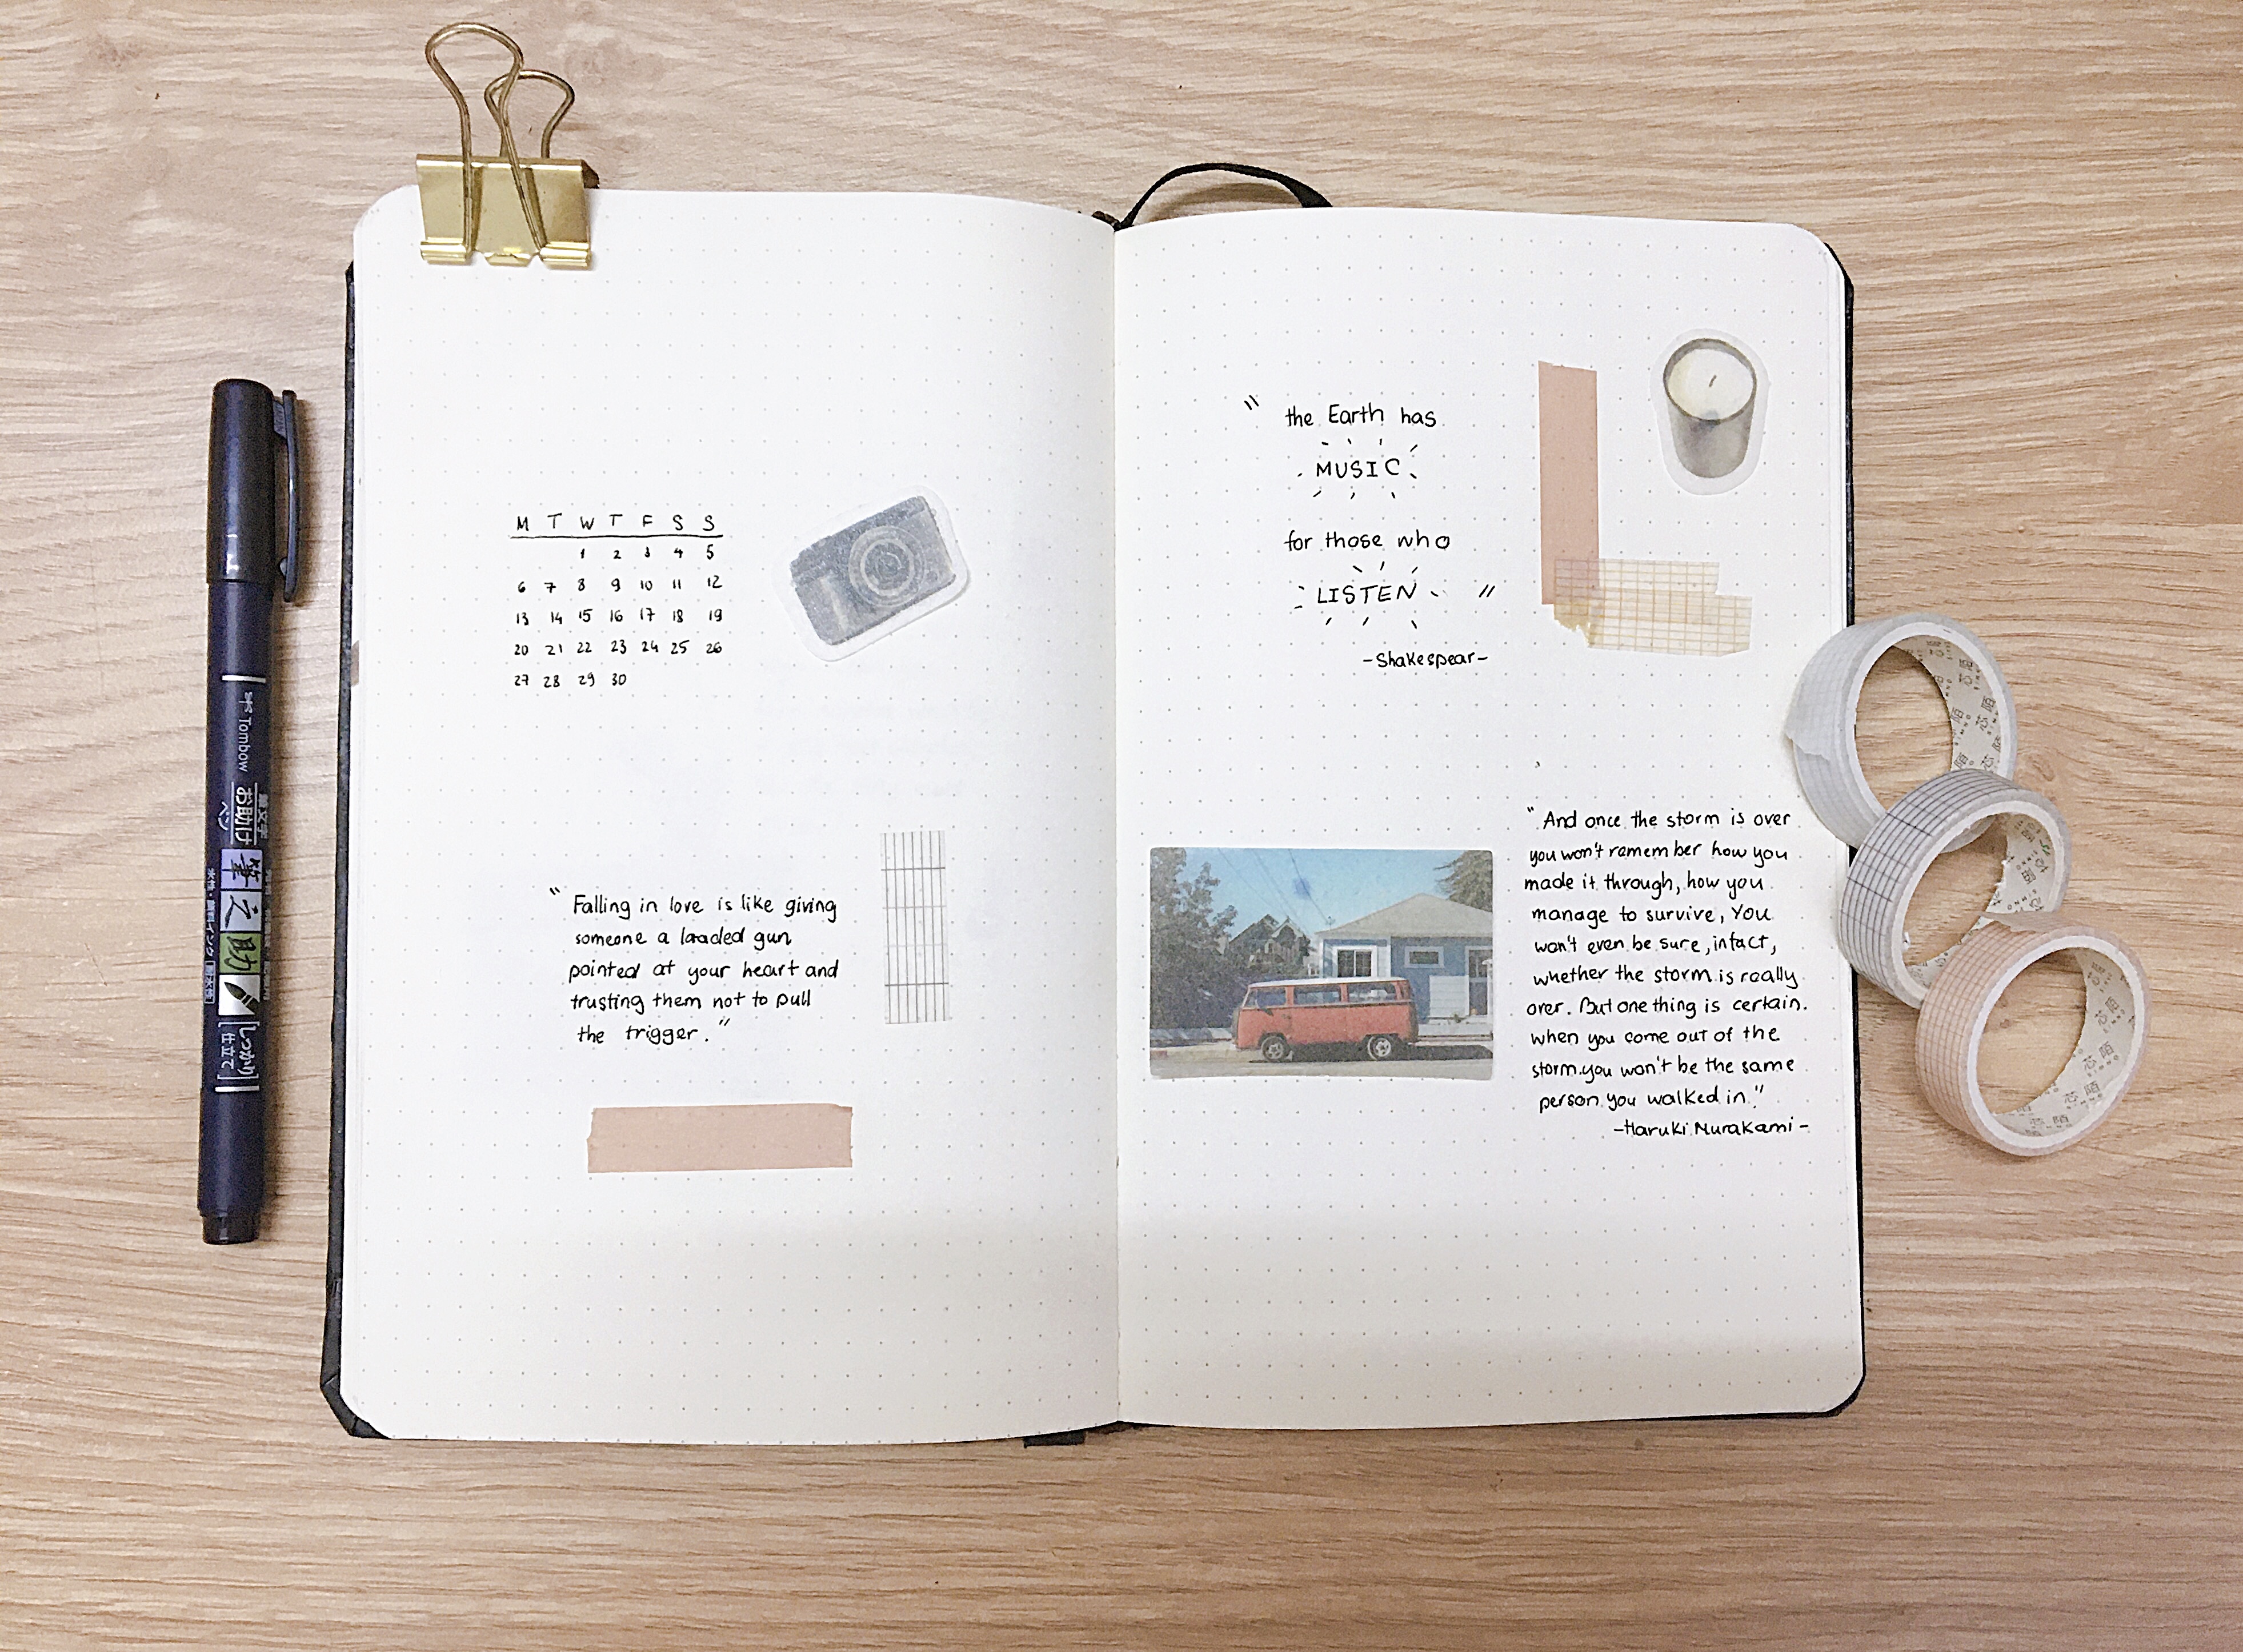 M T W T F S S
1 2 3 4 5
6 7 8 9 10 11 12
13 14 15 16 17 18 19
20 21 22 23 24 25 26
27 28 29 30
" Falling in love is like giving
someone a loaded gun
pointed at your heart and
trusting them not to pull
the trigger. "
" the Earth has
MUSIC
for those who
LISTEN "
-Shakespear-
" And once the storm is over
you won't remember how you
made it through, how you
manage to survive, You
won't even be sure, infact,
whether the storm is really
over. But one thing is certain.
when you come out of the
storm.you won't be the same
person you walked in."
-Haruki Murakami-
Tombow
お助け
ペン
筆之助
[しっかり
仕立て]